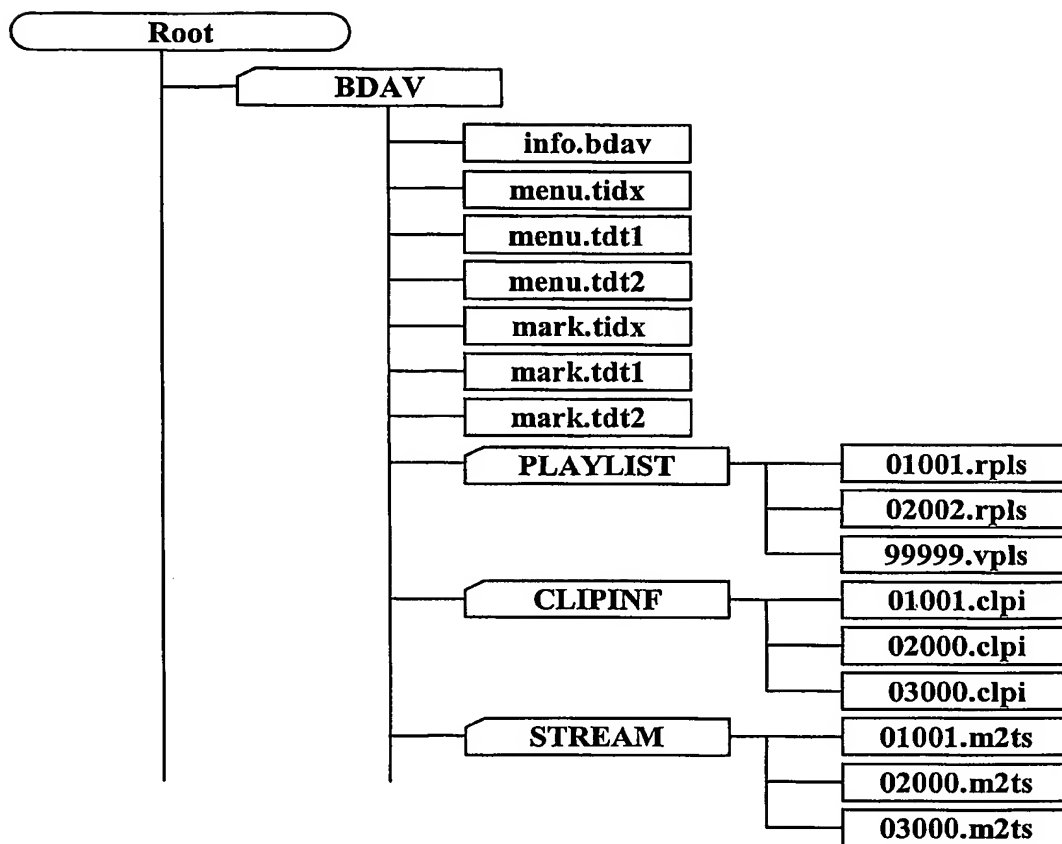 Root
BDAV
info.bdav
menu.tidx
menu.tdt1
menu.tdt2
mark.tidx
mark.tdt1
mark.tdt2
PLAYLIST
01001.rpls
02002.rpls
99999.vpls
CLIPINF
01001.clpi
02000.clpi
03000.clpi
STREAM
01001.m2ts
02000.m2ts
03000.m2ts